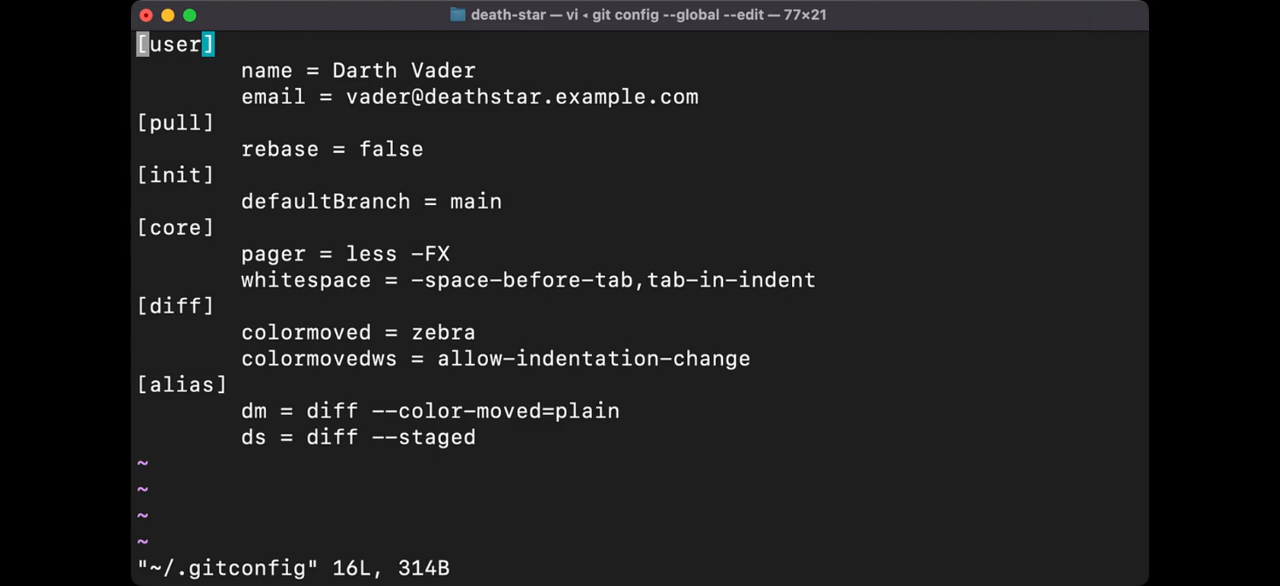 death-star — vi ◂ git config --global --edit — 77×21
[user]
name = Darth Vader
email = vader@deathstar.example.com
[pull]
rebase = false
[init]
defaultBranch = main
[core]
pager = less -FX
whitespace = -space-before-tab,tab-in-indent
[diff]
colormoved = zebra
colormovedws = allow-indentation-change
[alias]
dm = diff --color-moved=plain
ds = diff --staged
~
~
~
~
"~/.gitconfig" 16L, 314B